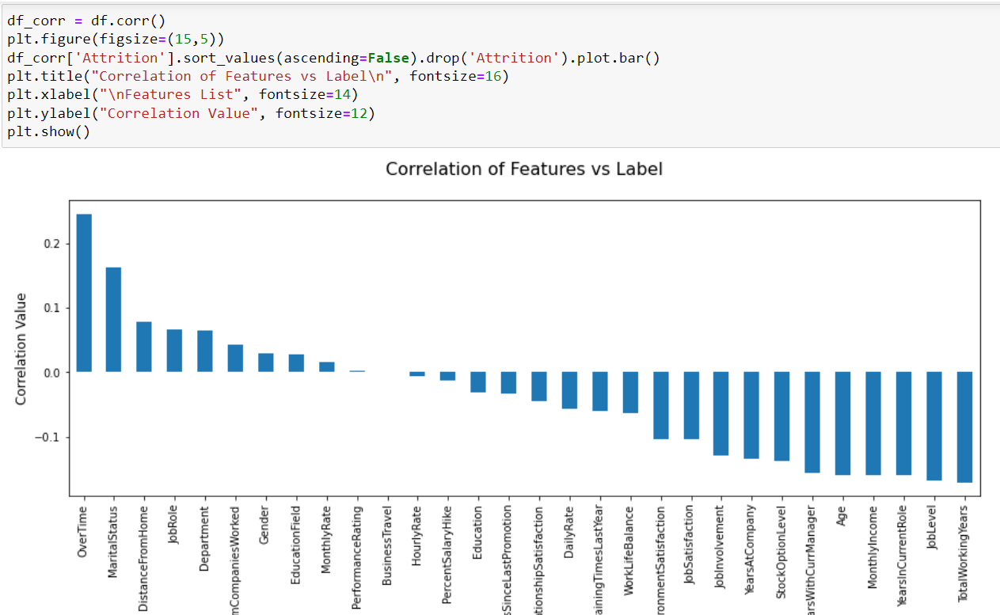 df_corr = df.corr()
plt.figure(figsize=(15,5))
df_corr['Attrition'].sort_values(ascending=False).drop('Attrition').plot.bar()
plt.title("Correlation of Features vs Label\n", fontsize=16)
plt.xlabel("\nFeatures List", fontsize=14)
plt.ylabel("Correlation Value", fontsize=12)
plt.show()
Correlation of Features vs Label
Correlation Value
0.2
0.1
0.0
−0.1
OverTime
MaritalStatus
DistanceFromHome
JobRole
Department
mCompaniesWorked
Gender
EducationField
MonthlyRate
PerformanceRating
BusinessTravel
HourlyRate
PercentSalaryHike
Education
sSinceLastPromotion
tionshipSatisfaction
DailyRate
ainingTimesLastYear
WorkLifeBalance
ronmentSatisfaction
JobSatisfaction
JobInvolvement
YearsAtCompany
StockOptionLevel
arsWithCurrManager
Age
MonthlyIncome
YearsInCurrentRole
JobLevel
TotalWorkingYears